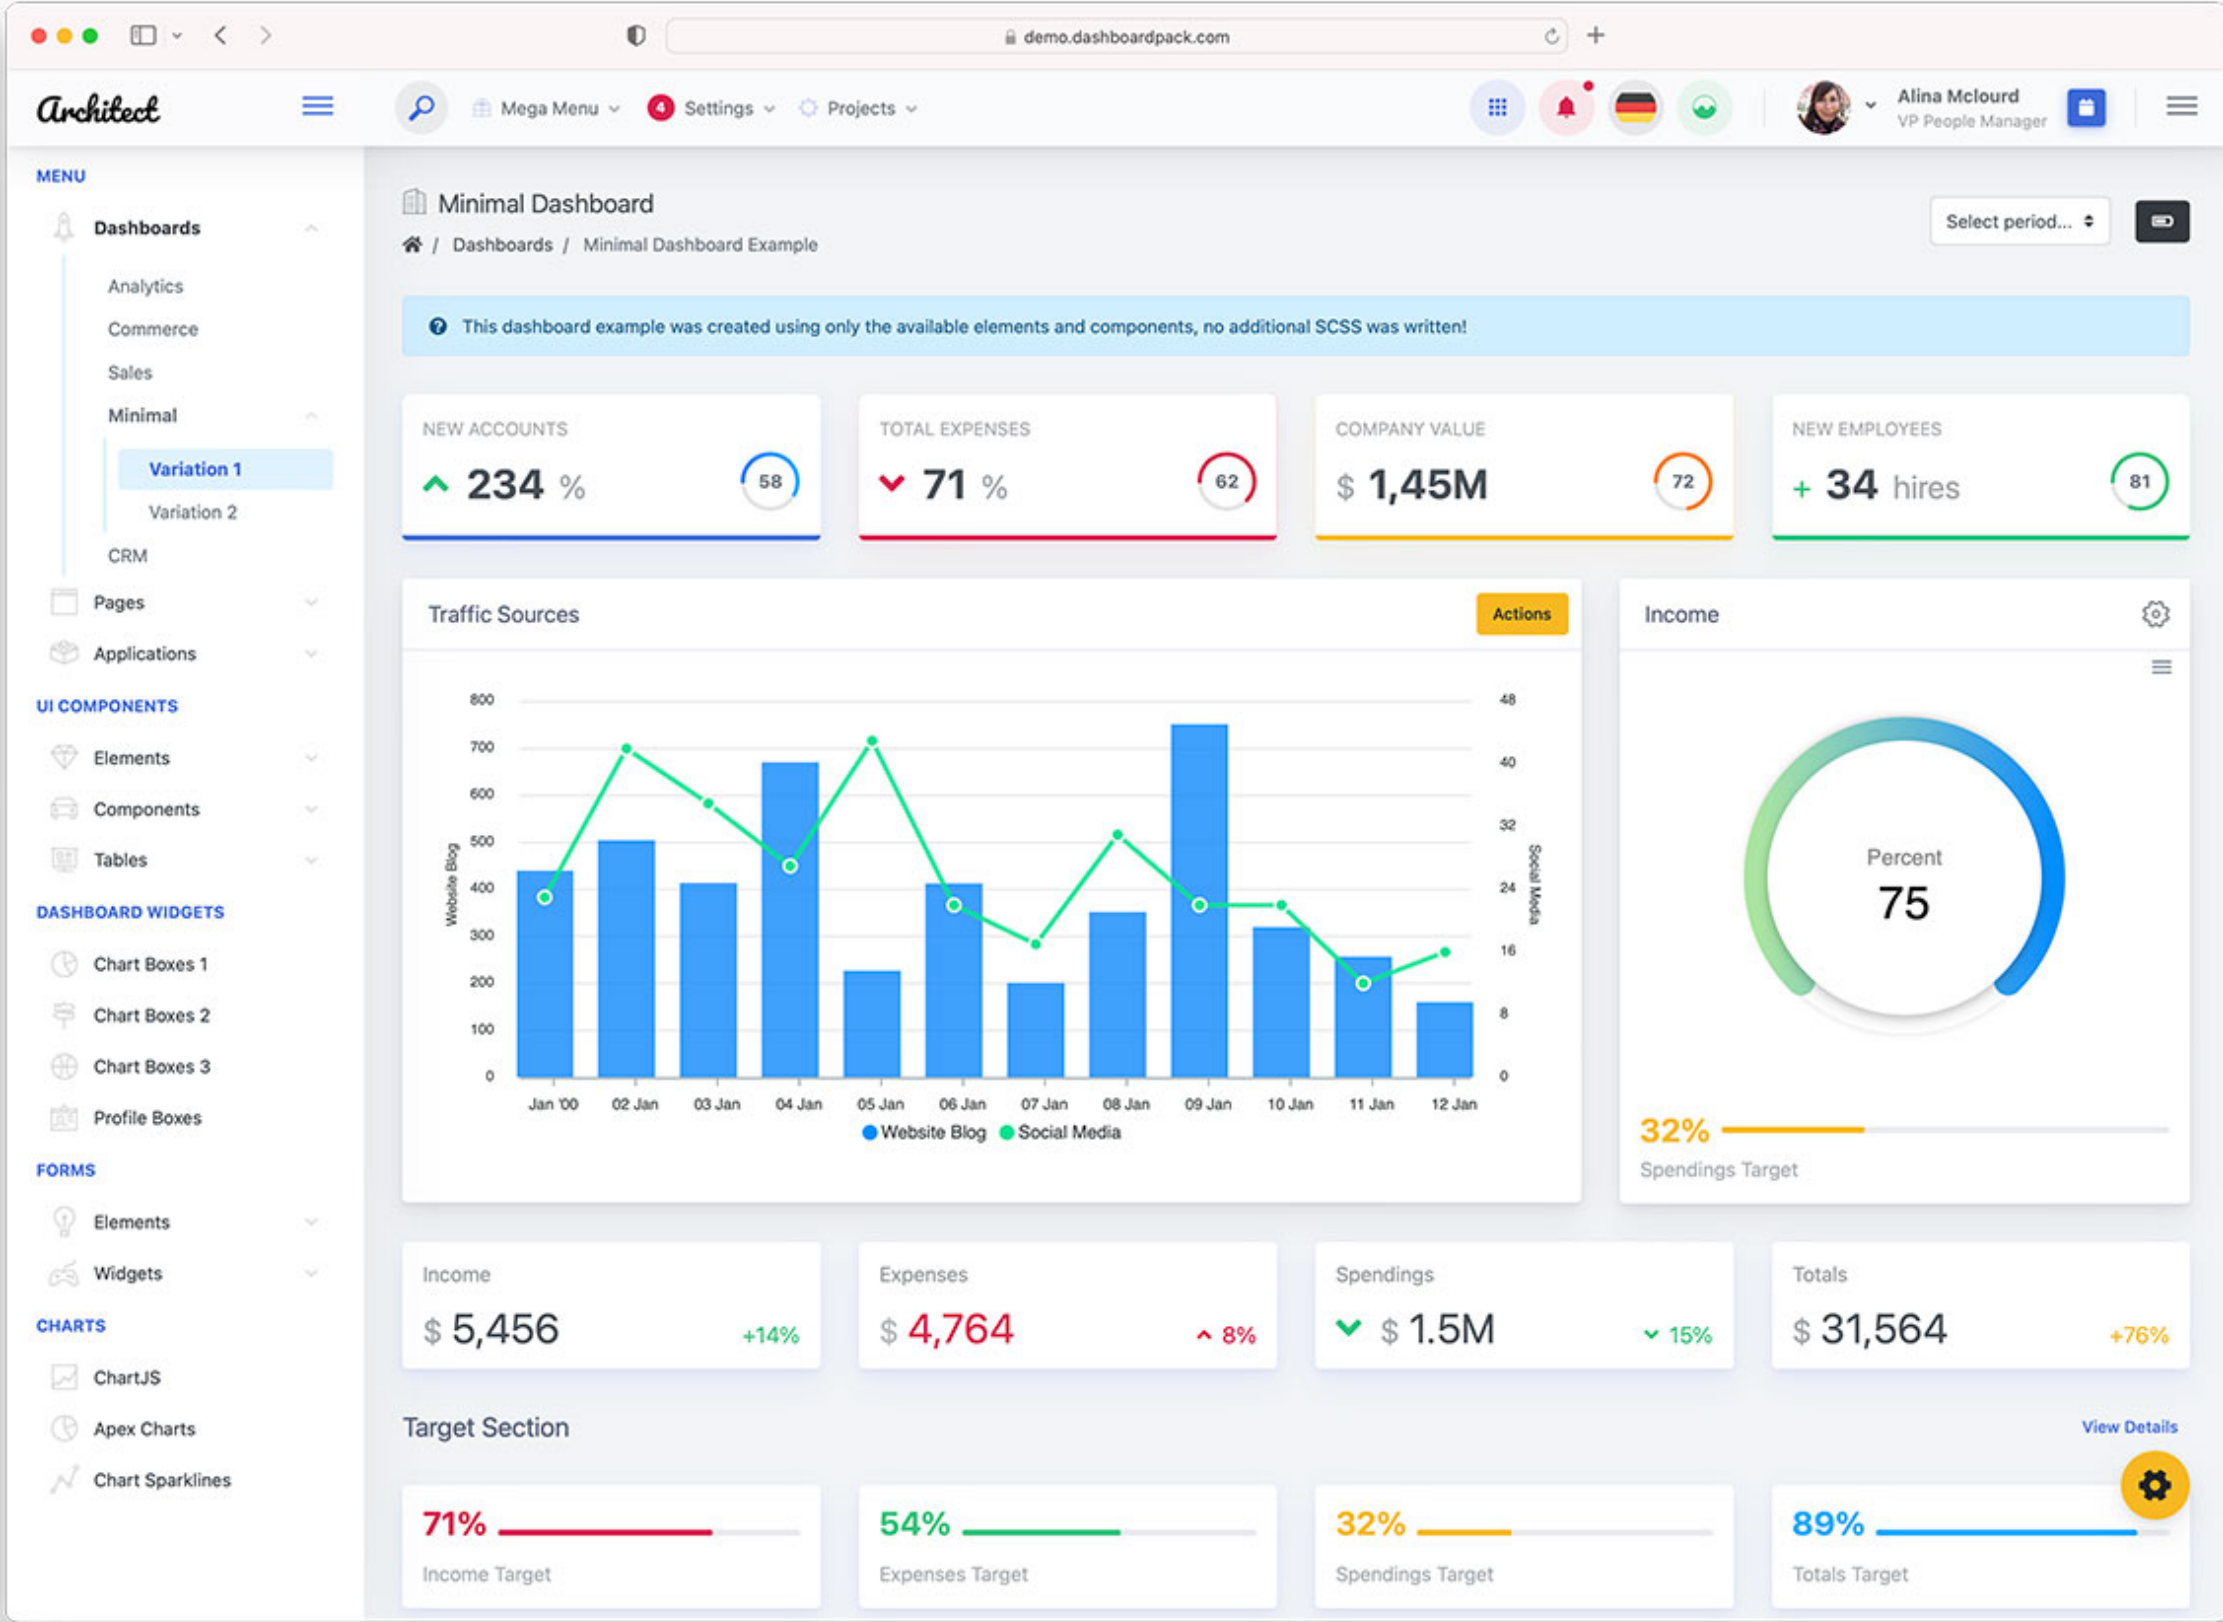 demo.dashboardpack.com
Architect
Mega Menu
4
Settings
Projects
Alina Mclourd
VP People Manager
MENU
Dashboards
Analytics
Commerce
Sales
Minimal
Variation 1
Variation 2
CRM
Pages
Applications
UI COMPONENTS
Elements
Components
Tables
DASHBOARD WIDGETS
Chart Boxes 1
Chart Boxes 2
Chart Boxes 3
Profile Boxes
FORMS
Elements
Widgets
CHARTS
ChartJS
Apex Charts
Chart Sparklines
Minimal Dashboard
/ Dashboards / Minimal Dashboard Example
Select period...
This dashboard example was created using only the available elements and components, no additional SCSS was written!
NEW ACCOUNTS
234 %
58
TOTAL EXPENSES
71 %
62
COMPANY VALUE
$ 1,45M
72
NEW EMPLOYEES
+ 34 hires
81
Traffic Sources
Actions
800
700
600
500
400
300
200
100
0
Website Blog
48
40
32
24
16
8
0
Social Media
Jan '00 02 Jan 03 Jan 04 Jan 05 Jan 06 Jan 07 Jan 08 Jan 09 Jan 10 Jan 11 Jan 12 Jan
Website Blog Social Media
Income
Percent
75
32%
Spendings Target
Income
$ 5,456
+14%
Expenses
$ 4,764
8%
Spendings
$ 1.5M
15%
Totals
$ 31,564
+76%
Target Section
View Details
71%
Income Target
54%
Expenses Target
32%
Spendings Target
89%
Totals Target